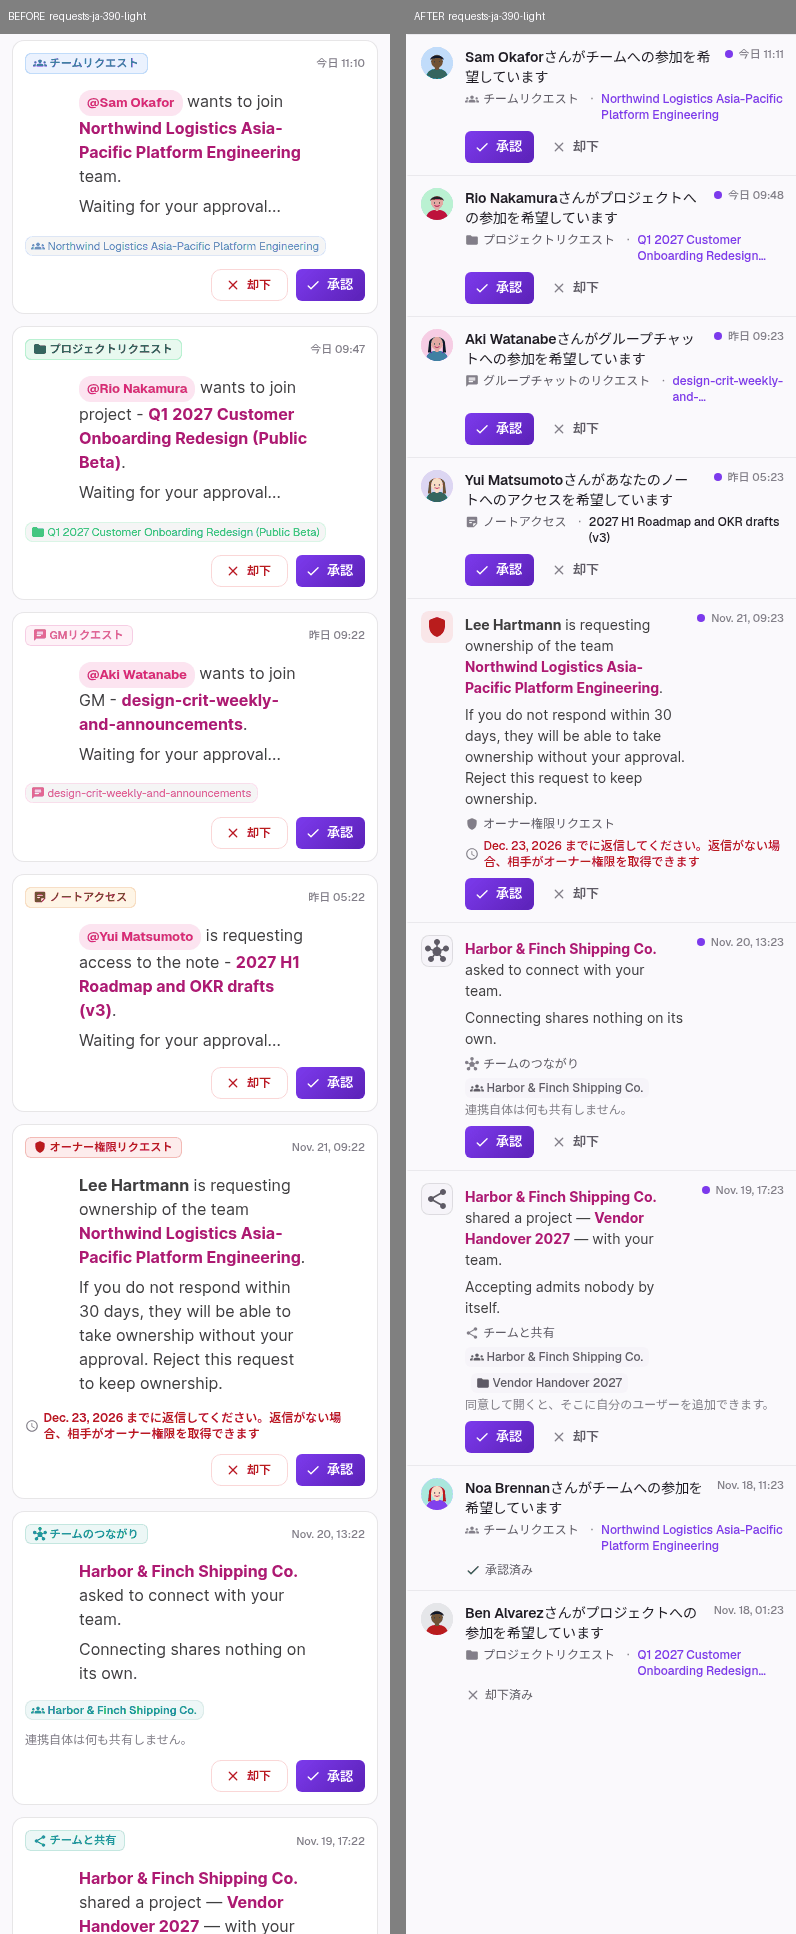 BEFORE requests-ja-390-light
チームリクエスト
今日 11:10
@Sam Okafor wants to join
Northwind Logistics Asia-
Pacific Platform Engineering
team.
Waiting for your approval...
Northwind Logistics Asia-Pacific Platform Engineering
却下
承認
プロジェクトリクエスト
今日 09:47
@Rio Nakamura wants to join
project - Q1 2027 Customer
Onboarding Redesign (Public
Beta).
Waiting for your approval...
Q1 2027 Customer Onboarding Redesign (Public Beta)
却下
承認
GMリクエスト
昨日 09:22
@Aki Watanabe wants to join
GM - design-crit-weekly-
and-announcements.
Waiting for your approval...
design-crit-weekly-and-announcements
却下
承認
ノートアクセス
昨日 05:22
@Yui Matsumoto is requesting
access to the note - 2027 H1
Roadmap and OKR drafts
(v3).
Waiting for your approval...
却下
承認
オーナー権限リクエスト
Nov. 21, 09:22
Lee Hartmann is requesting
ownership of the team
Northwind Logistics Asia-
Pacific Platform Engineering.
If you do not respond within
30 days, they will be able to
take ownership without your
approval. Reject this request
to keep ownership.
Dec. 23, 2026 までに返信してください。返信がない場
合、相手がオーナー権限を取得できます
却下
承認
チームのつながり
Nov. 20, 13:22
Harbor & Finch Shipping Co.
asked to connect with your
team.
Connecting shares nothing on
its own.
Harbor & Finch Shipping Co.
連携自体は何も共有しません。
却下
承認
チームと共有
Nov. 19, 17:22
Harbor & Finch Shipping Co.
shared a project — Vendor
Handover 2027 — with your
AFTER requests-ja-390-light
Sam Okaforさんがチームへの参加を希
望しています
今日 11:11
チームリクエスト · Northwind Logistics Asia-Pacific
Platform Engineering
承認
却下
Rio Nakamuraさんがプロジェクトへ
の参加を希望しています
今日 09:48
プロジェクトリクエスト · Q1 2027 Customer
Onboarding Redesign…
承認
却下
Aki Watanabeさんがグループチャッ
トへの参加を希望しています
昨日 09:23
グループチャットのリクエスト · design-crit-weekly-
and-…
承認
却下
Yui Matsumotoさんがあなたのノー
トへのアクセスを希望しています
昨日 05:23
ノートアクセス · 2027 H1 Roadmap and OKR drafts
(v3)
承認
却下
Lee Hartmann is requesting
ownership of the team
Northwind Logistics Asia-
Pacific Platform Engineering.
Nov. 21, 09:23
If you do not respond within 30
days, they will be able to take
ownership without your approval.
Reject this request to keep
ownership.
オーナー権限リクエスト
Dec. 23, 2026 までに返信してください。返信がない場
合、相手がオーナー権限を取得できます
承認
却下
Harbor & Finch Shipping Co.
asked to connect with your
team.
Nov. 20, 13:23
Connecting shares nothing on its
own.
チームのつながり
Harbor & Finch Shipping Co.
連携自体は何も共有しません。
承認
却下
Harbor & Finch Shipping Co.
shared a project — Vendor
Handover 2027 — with your
team.
Nov. 19, 17:23
Accepting admits nobody by
itself.
チームと共有
Harbor & Finch Shipping Co.
Vendor Handover 2027
同意して開くと、そこに自分のユーザーを追加できます。
承認
却下
Noa Brennanさんがチームへの参加を
希望しています
Nov. 18, 11:23
チームリクエスト · Northwind Logistics Asia-Pacific
Platform Engineering
承認済み
Ben Alvarezさんがプロジェクトへの
参加を希望しています
Nov. 18, 01:23
プロジェクトリクエスト · Q1 2027 Customer
Onboarding Redesign…
却下済み